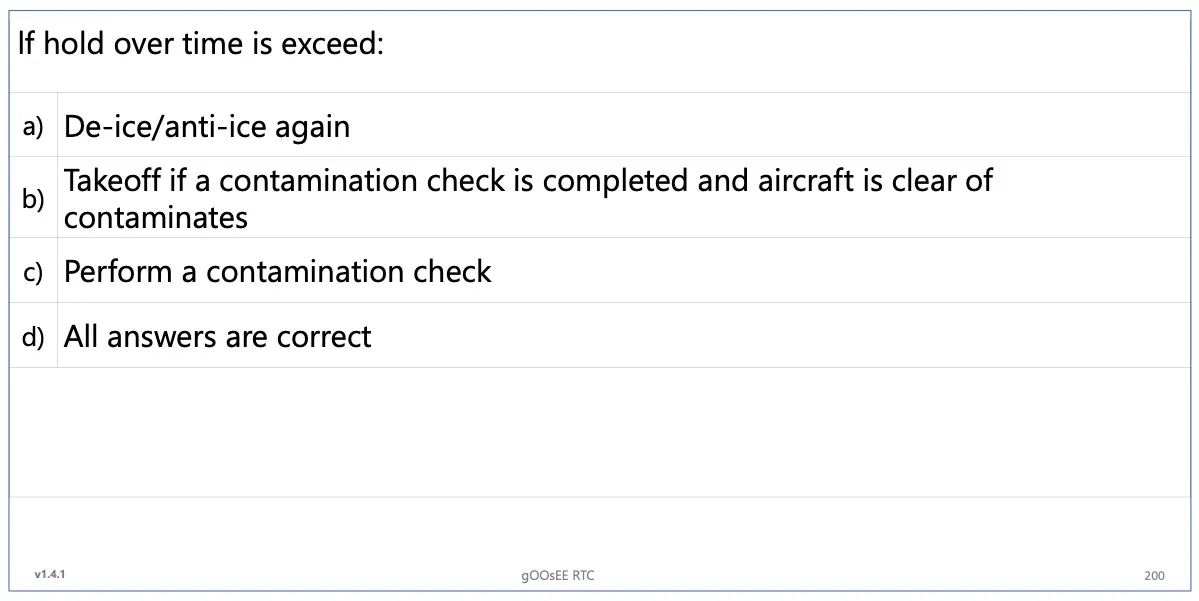 If hold over time is exceed:
a) De-ice/anti-ice again
b) Takeoff if a contamination check is completed and aircraft is clear of
contaminates
c) Perform a contamination check
d) All answers are correct
v1.4.1 gOOsEE RTC 200